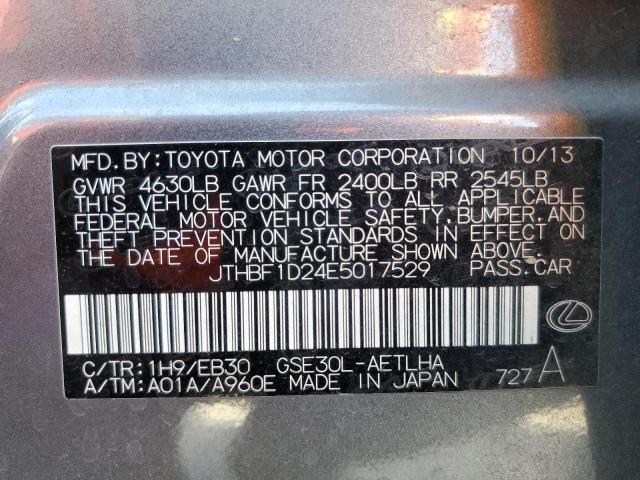 MFD. BY: TOYOTA MOTOR CORPORATION 10/13
GVWR 4630LB GAWR FR 2400LB RR 2545LB
THIS VEHICLE CONFORMS TO ALL APPLICABLE
FEDERAL MOTOR VEHICLE SAFETY, BUMPER, AND
THEFT PREVENTION STANDARDS IN EFFECT ON
THE DATE OF MANUFACTURE SHOWN ABOVE.
JTHBF1D24E5017529 PASS. CAR
C/TR: 1H9/EB30 GSE30L-AETLHA
A/TM: A01A/A960E MADE IN JAPAN 727 A